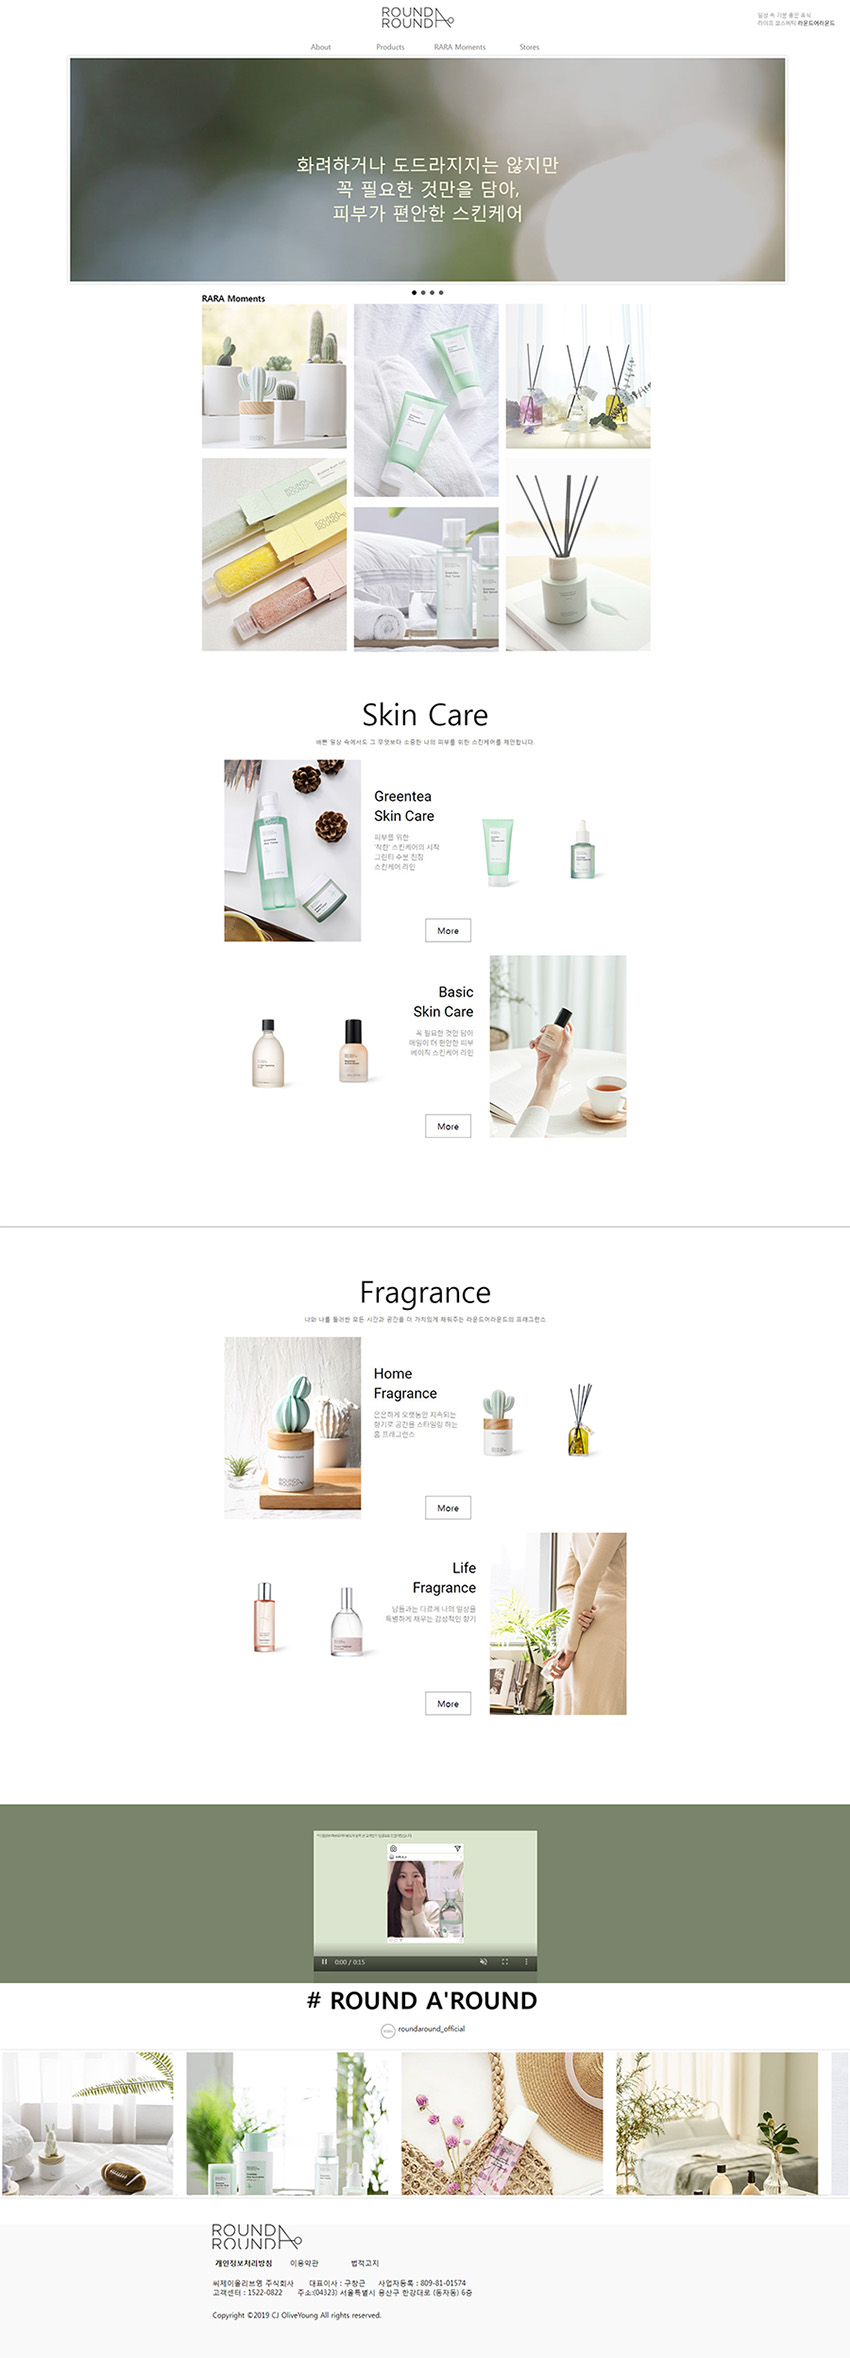 ROUND A
ROUND
일상 속 기분 좋은 휴식
라이프 코스메틱 라운드어라운드
About
Products
RARA Moments
Stores
화려하거나 도드라지지는 않지만
꼭 필요한 것만을 담아,
피부가 편안한 스킨케어
RARA Moments
Skin Care
바쁜 일상 속에서도 그 무엇보다 소중한 나의 피부를 위한 스킨케어를 제안합니다.
Greentea
Skin Care
피부를 위한
'착한' 스킨케어의 시작
그린티 수분 진정
스킨케어 라인
More
Basic
Skin Care
꼭 필요한 것만 담아
매일이 더 편안한 피부
베이직 스킨케어 라인
More
Fragrance
나와 나를 둘러싼 모든 시간과 공간을 더 가치있게 채워주는 라운드어라운드의 프래그런스
Home
Fragrance
은은하게 오랫동안 지속되는
향기로 공간을 스타일링 하는
홈 프래그런스
ROUND A
ROUND
More
Life
Fragrance
남들과는 다르게 나의 일상을
특별하게 채우는 감성적인 향기
More
0:00 / 0:15
# ROUND A'ROUND
roundaround_official
ROUND A
ROUND
개인정보처리방침
이용약관
법적고지
씨제이올리브영 주식회사 대표이사 : 구창근 사업자등록 : 809-81-01574
고객센터 : 1522-0822 주소:(04323) 서울특별시 용산구 한강대로 (동자동) 6층
Copyright ©2019 CJ OliveYoung All rights reserved.